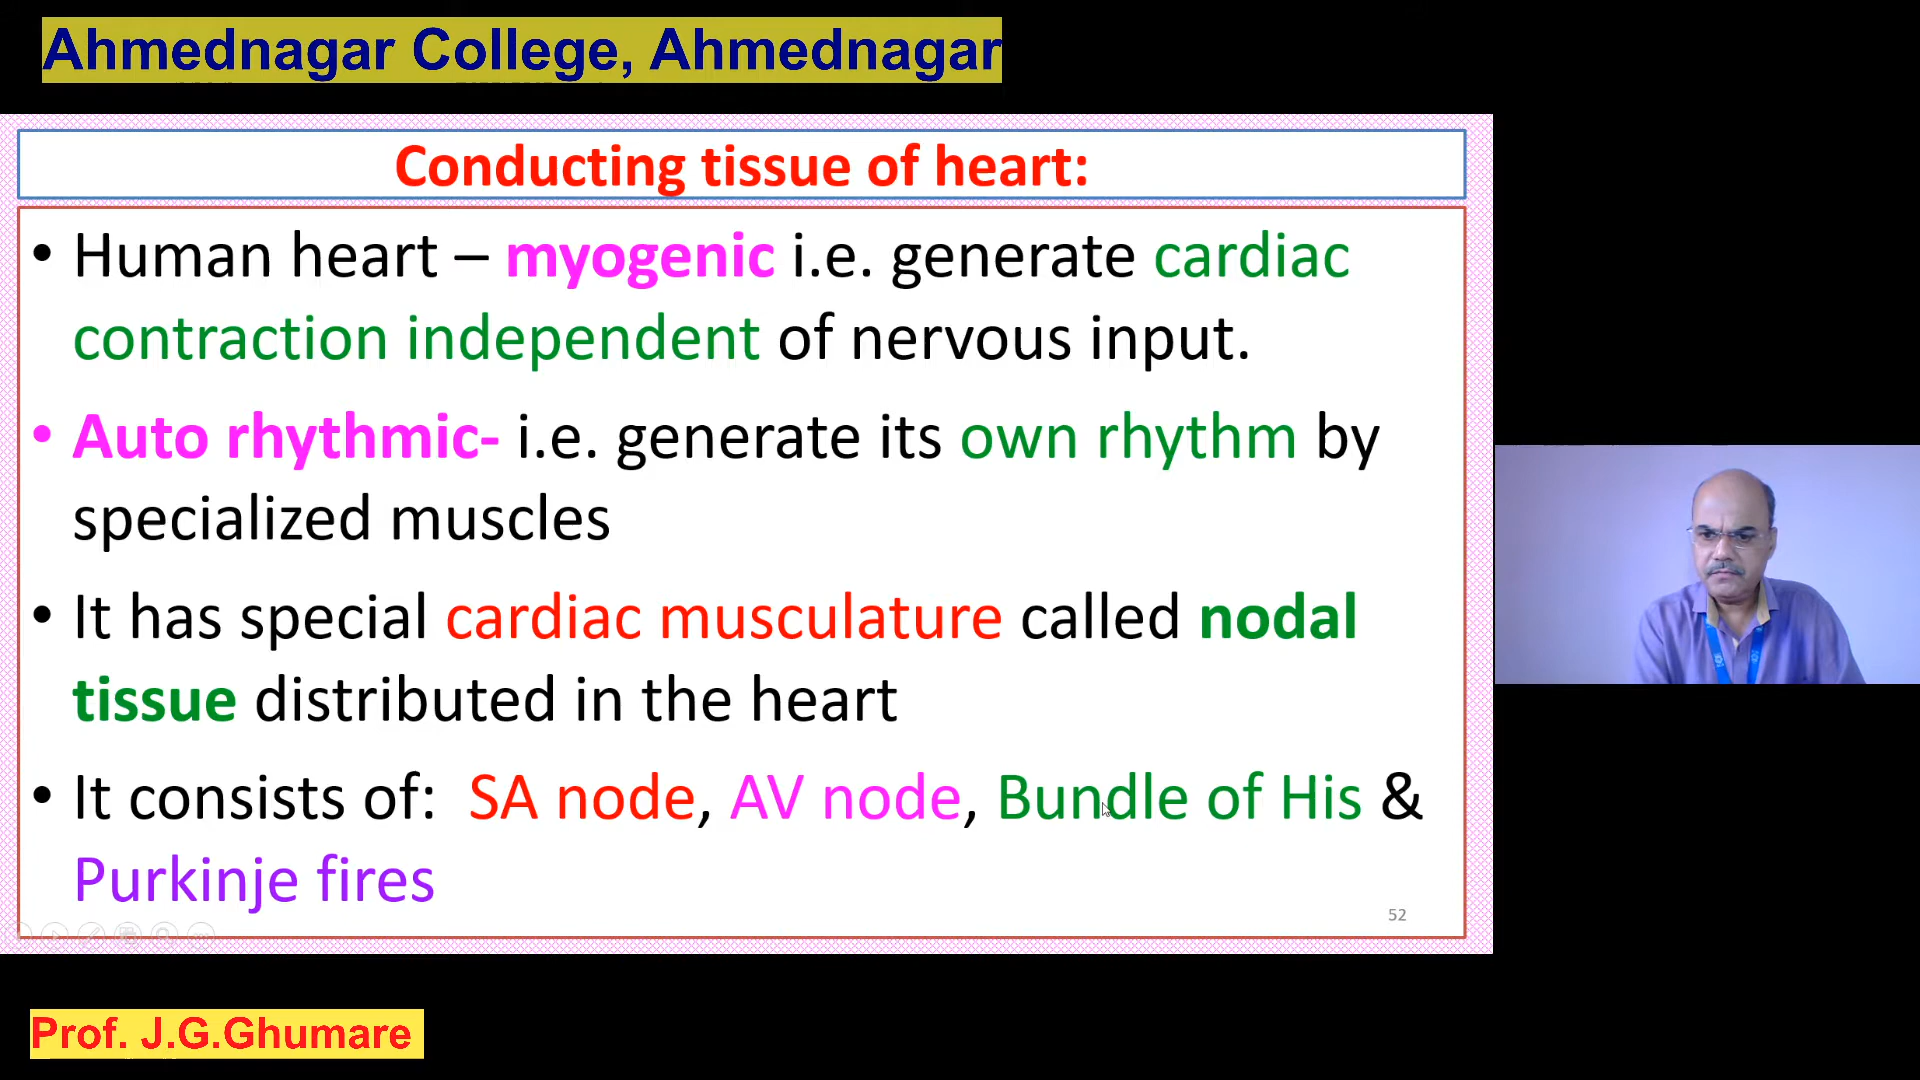 Ahmednagar College, Ahmednagar
Conducting tissue of heart:
• Human heart – myogenic i.e. generate cardiac
contraction independent of nervous input.
• Auto rhythmic- i.e. generate its own rhythm by
specialized muscles
• It has special cardiac musculature called nodal
tissue distributed in the heart
• It consists of: SA node, AV node, Bundle of His &
Purkinje fires
52
Prof. J.G.Ghumare